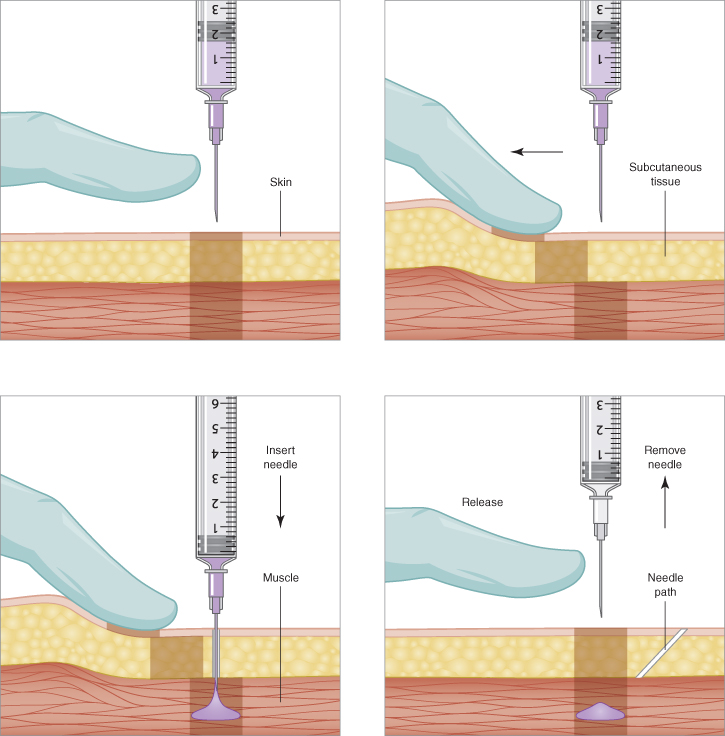 3
2
1
Skin
3
2
1
Subcutaneous
tissue
6
5
4
3
2
1
Insert
needle
Muscle
3
2
1
Release
Remove
needle
Needle
path